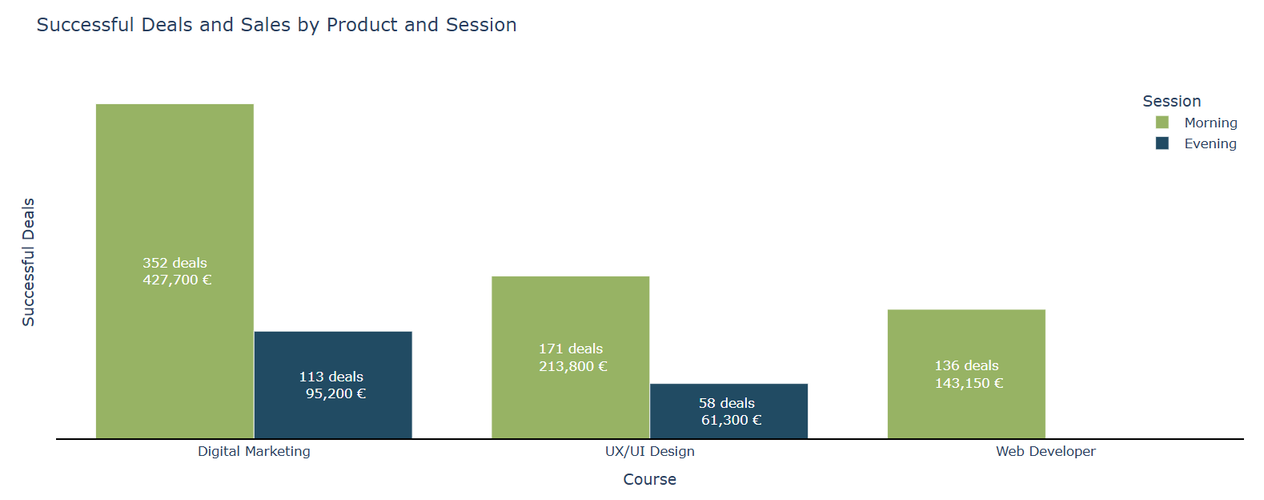 Successful Deals and Sales by Product and Session
Session
Morning
Evening
Successful Deals
352 deals
427,700 €
113 deals
95,200 €
171 deals
213,800 €
58 deals
61,300 €
136 deals
143,150 €
Digital Marketing
UX/UI Design
Web Developer
Course